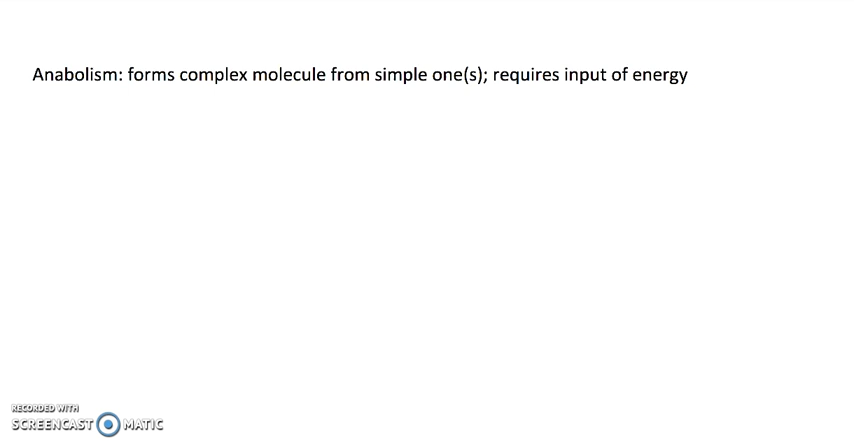 Anabolism: forms complex molecule from simple one(s); requires input of energy
RECORDED WITH
SCREENCAST MATIC